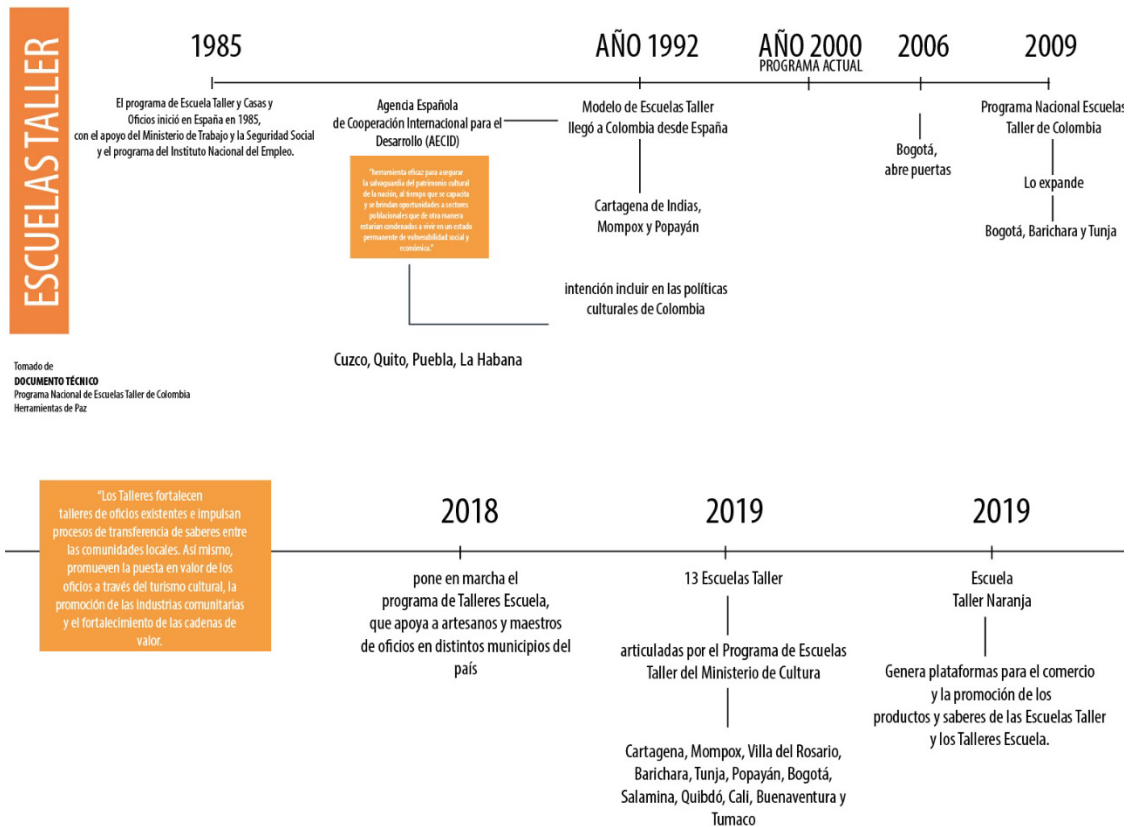 ESCUELAS TALLER
1985
El programa de Escuela Taller y Casas y
Oficios inició en España en 1985,
con el apoyo del Ministerio de Trabajo y la Seguridad Social
y el programa del Instituto Nacional del Empleo.
Agencia Española
de Cooperación Internacional para el
Desarrollo (AECID)
"herramienta eficaz para asegurar
la salvaguardia del patrimonio cultural
de la nación, al tiempo que se capacita
y se brindan oportunidades a sectores
poblacionales que de otra manera
estarían condenados a vivir en un estado
permanente de vulnerabilidad social y
económica."
AÑO 1992
Modelo de Escuelas Taller
llegó a Colombia desde España
Cartagena de Indias,
Mompox y Popayán
intención incluir en las políticas
culturales de Colombia
Cuzco, Quito, Puebla, La Habana
AÑO 2000
PROGRAMA ACTUAL
2006
Bogotá,
abre puertas
2009
Programa Nacional Escuelas
Taller de Colombia
Lo expande
Bogotá, Barichara y Tunja
Tomado de
DOCUMENTO TÉCNICO
Programa Nacional de Escuelas Taller de Colombia
Herramientas de Paz
"Los Talleres fortalecen
talleres de oficios existentes e impulsan
procesos de transferencia de saberes entre
las comunidades locales. Así mismo,
promueven la puesta en valor de los
oficios a través del turismo cultural, la
promoción de las industrias comunitarias
y el fortalecimiento de las cadenas de
valor.
2018
pone en marcha el
programa de Talleres Escuela,
que apoya a artesanos y maestros
de oficios en distintos municipios del
país
2019
13 Escuelas Taller
articuladas por el Programa de Escuelas
Taller del Ministerio de Cultura
Cartagena, Mompox, Villa del Rosario,
Barichara, Tunja, Popayán, Bogotá,
Salamina, Quibdó, Cali, Buenaventura y
Tumaco
2019
Escuela
Taller Naranja
Genera plataformas para el comercio
y la promoción de los
productos y saberes de las Escuelas Taller
y los Talleres Escuela.